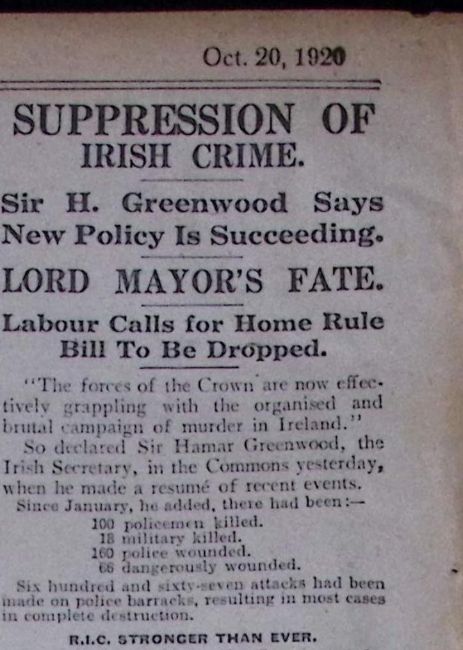 Oct. 20, 1920
SUPPRESSION OF
IRISH CRIME.
Sir H. Greenwood Says
New Policy Is Succeeding.
LORD MAYOR'S FATE.
Labour Calls for Home Rule
Bill To Be Dropped.
"The forces of the Crown are now effec-
tively grappling with the organised and
brutal campaign of murder in Ireland."
So declared Sir Hamar Greenwood, the
Irish Secretary, in the Commons yesterday,
when he made a resumé of recent events.
Since January, he added, there had been:—
100 policemen killed.
18 military killed.
160 police wounded.
66 dangerously wounded.
Six hundred and sixty-seven attacks had been
made on police barracks, resulting in most cases
in complete destruction.
R.I.C. STRONGER THAN EVER.